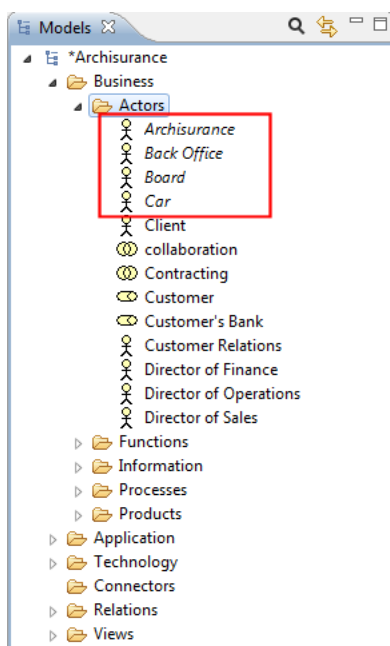 Models
*Archisurance
Business
Actors
Archisurance
Back Office
Board
Car
Client
collaboration
Contracting
Customer
Customer's Bank
Customer Relations
Director of Finance
Director of Operations
Director of Sales
Functions
Information
Processes
Products
Application
Technology
Connectors
Relations
Views